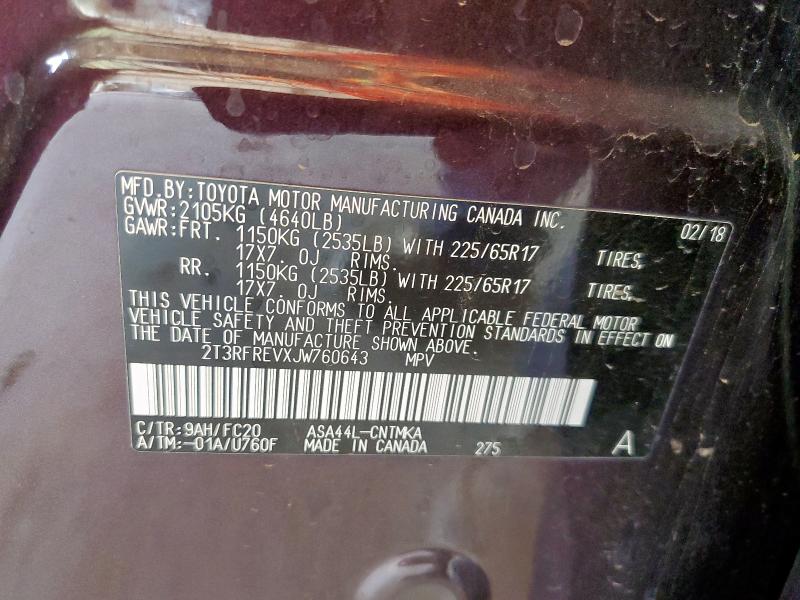 MFD.BY:TOYOTA MOTOR MANUFACTURING CANADA INC.
GVWR:2105KG (4640LB) 02/18
GAWR:FRT. 1150KG (2535LB) WITH 225/65R17 TIRES,
17X7. 0J RIMS.
RR. 1150KG (2535LB) WITH 225/65R17 TIRES,
17X7. 0J RIMS.
THIS VEHICLE CONFORMS TO ALL APPLICABLE FEDERAL MOTOR
VEHICLE SAFETY AND THEFT PREVENTION STANDARDS IN EFFECT ON
THE DATE OF MANUFACTURE SHOWN ABOVE.
2T3RFREVXJW760643 MPV
C/TR:9AH/FC20 ASA44L-CNTMKA
A/TM:-01A/U760F MADE IN CANADA 275 A